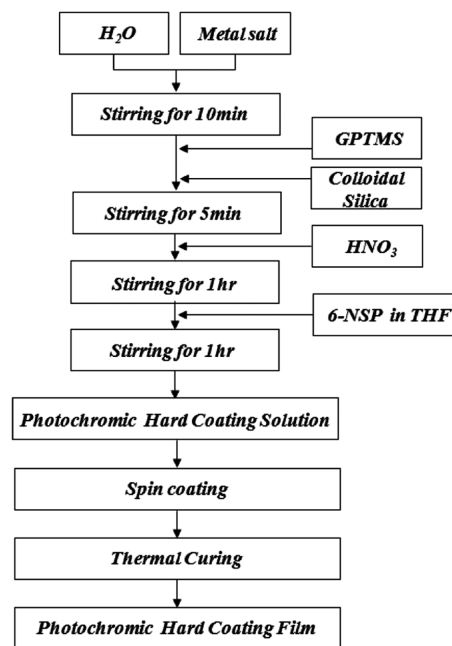 H₂O
Metal salt
Stirring for 10min
GPTMS
Colloidal
Silica
Stirring for 5min
HNO₃
Stirring for 1hr
6-NSP in THF
Stirring for 1hr
Photochromic Hard Coating Solution
Spin coating
Thermal Curing
Photochromic Hard Coating Film